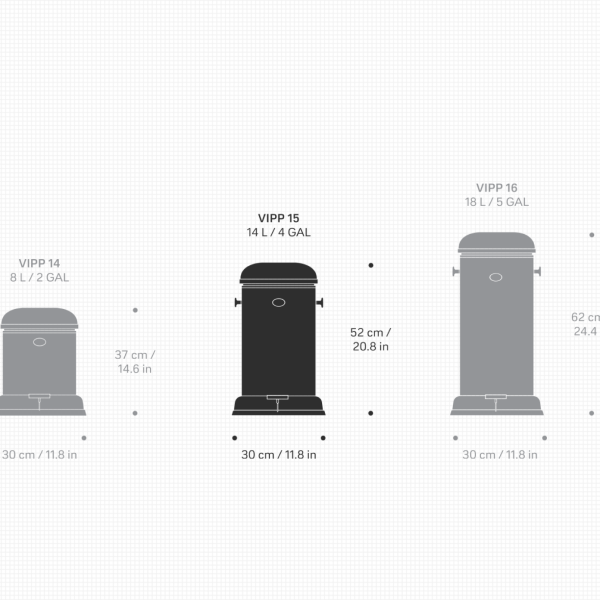 VIPP 14
8 L / 2 GAL
37 cm /
14.6 in
30 cm / 11.8 in
VIPP 15
14 L / 4 GAL
52 cm /
20.8 in
30 cm / 11.8 in
VIPP 16
18 L / 5 GAL
62 cm
24.4
30 cm / 11.8 in